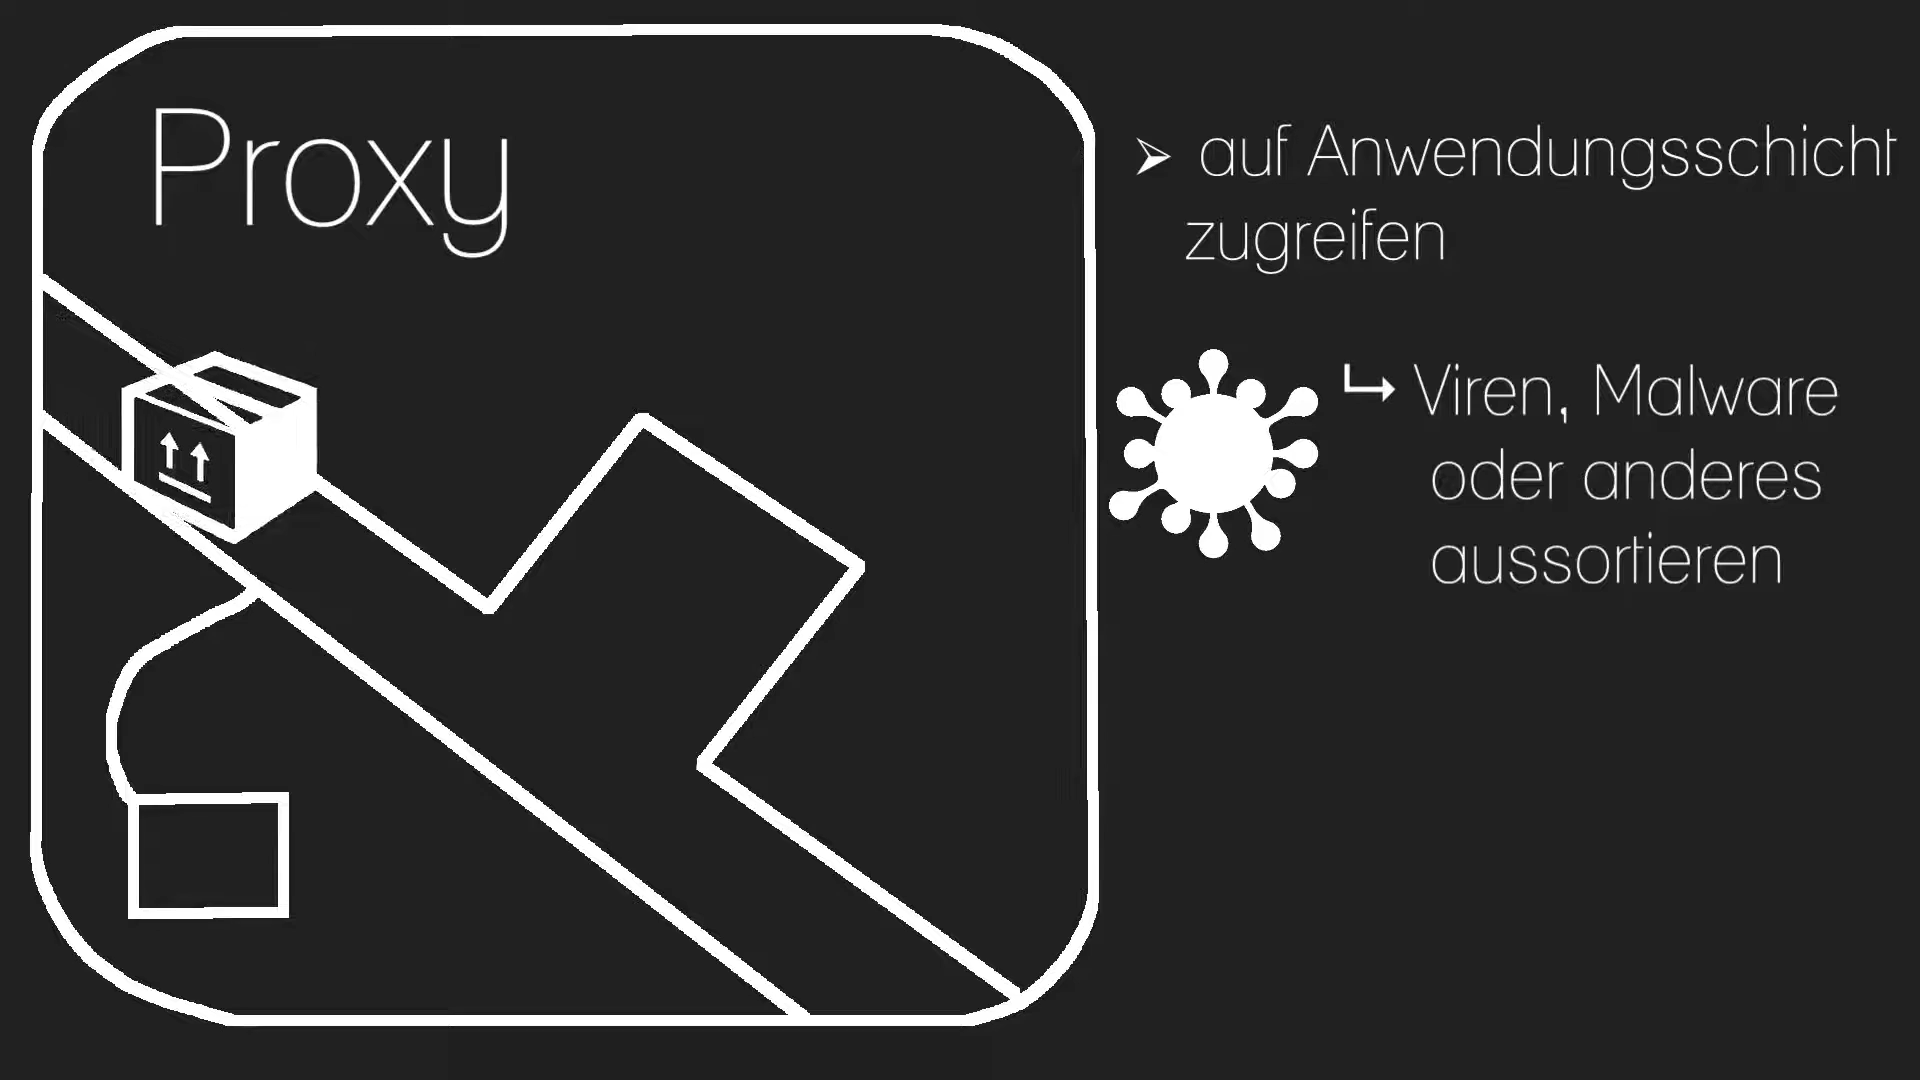 Proxy
➢ auf Anwendungsschicht
zugreifen
↳ Viren, Malware
oder anderes
aussortieren